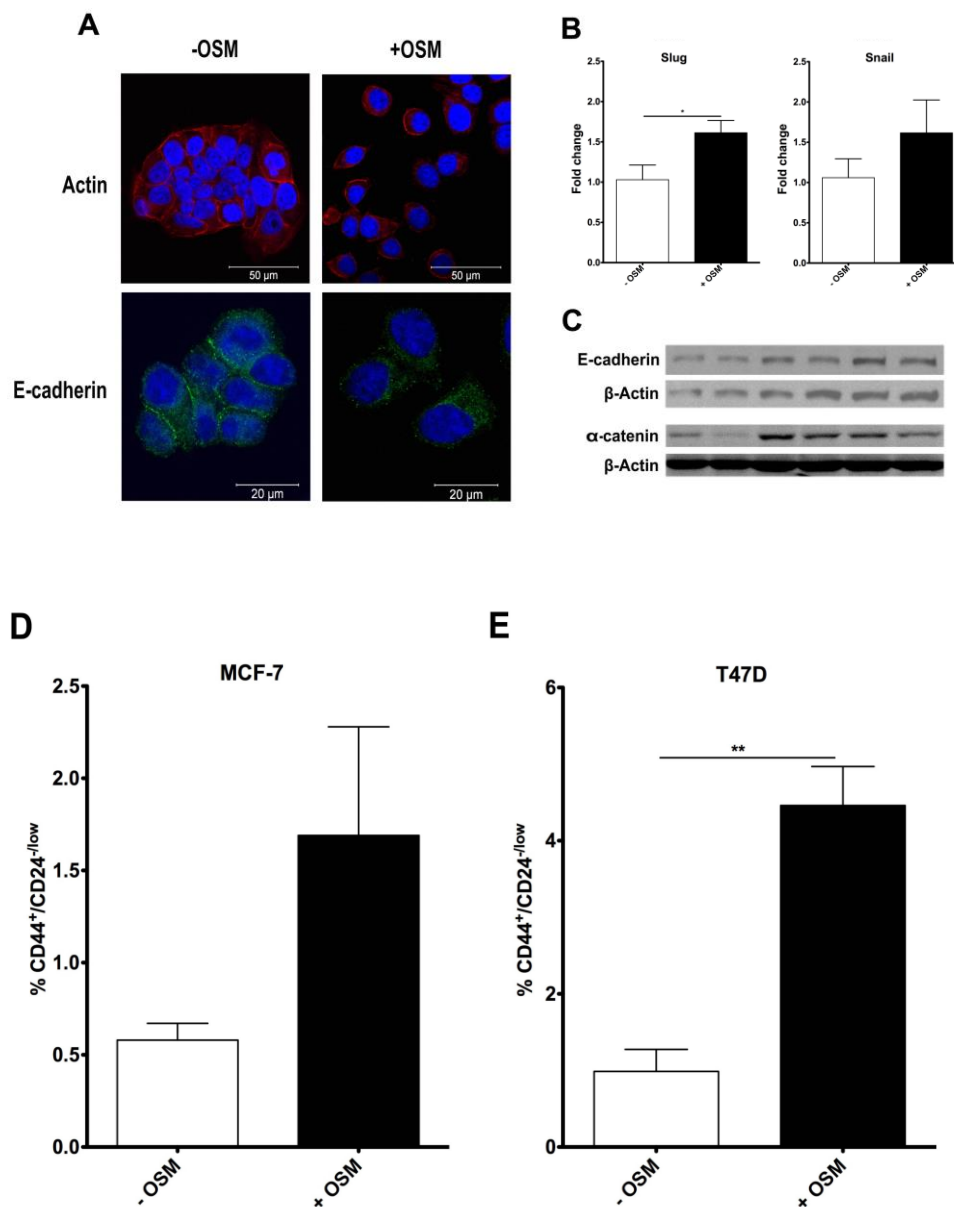 A
-OSM
+OSM
Actin
50 µm
50 µm
E-cadherin
20 µm
20 µm
B
Slug
Fold change
2.5
2.0
1.5
1.0
0.5
0.0
*
- OSM
+ OSM
Snail
Fold change
2.5
2.0
1.5
1.0
0.5
0.0
- OSM
+ OSM
C
E-cadherin
β-Actin
α-catenin
β-Actin
D
MCF-7
% CD44+/CD24-/low
2.5
2.0
1.5
1.0
0.5
0.0
- OSM
+ OSM
E
T47D
% CD44+/CD24-/low
6
4
2
0
**
- OSM
+ OSM